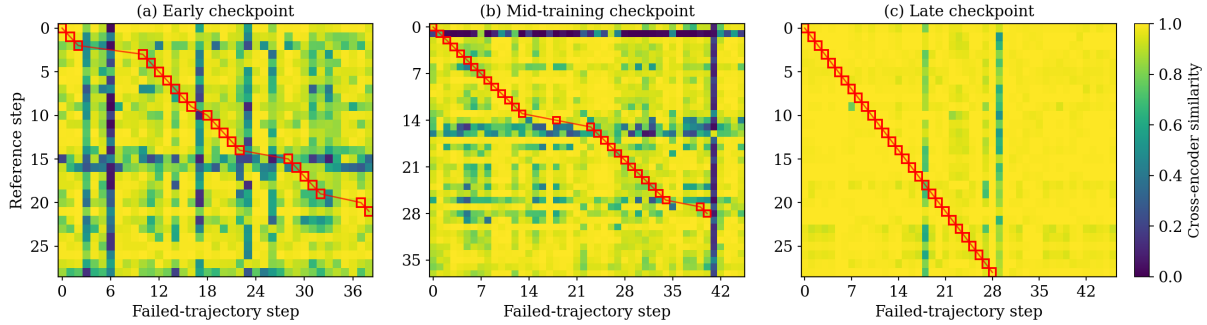 (a) Early checkpoint
(b) Mid-training checkpoint
(c) Late checkpoint
Reference step
0
5
10
15
20
25
0 6 12 18 24 30 36
Failed-trajectory step
0
7
14
21
28
35
0 7 14 21 28 35 42
Failed-trajectory step
0
5
10
15
20
25
0 7 14 21 28 35 42
Failed-trajectory step
1.0
0.8
0.6
0.4
0.2
0.0
Cross-encoder similarity